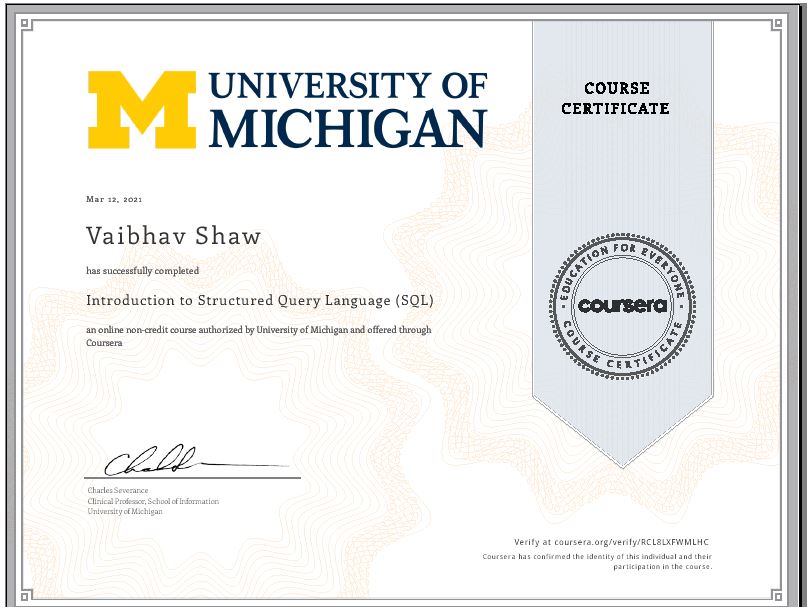 UNIVERSITY OF
MICHIGAN
COURSE
CERTIFICATE
Mar 12, 2021
Vaibhav Shaw
has successfully completed
Introduction to Structured Query Language (SQL)
an online non-credit course authorized by University of Michigan and offered through
Coursera
EDUCATION FOR EVERYONE
coursera
COURSE CERTIFICATE
Charles Severance
Clinical Professor, School of Information
University of Michigan
Verify at coursera.org/verify/RCL8LXFWMLHC
Coursera has confirmed the identity of this individual and their
participation in the course.